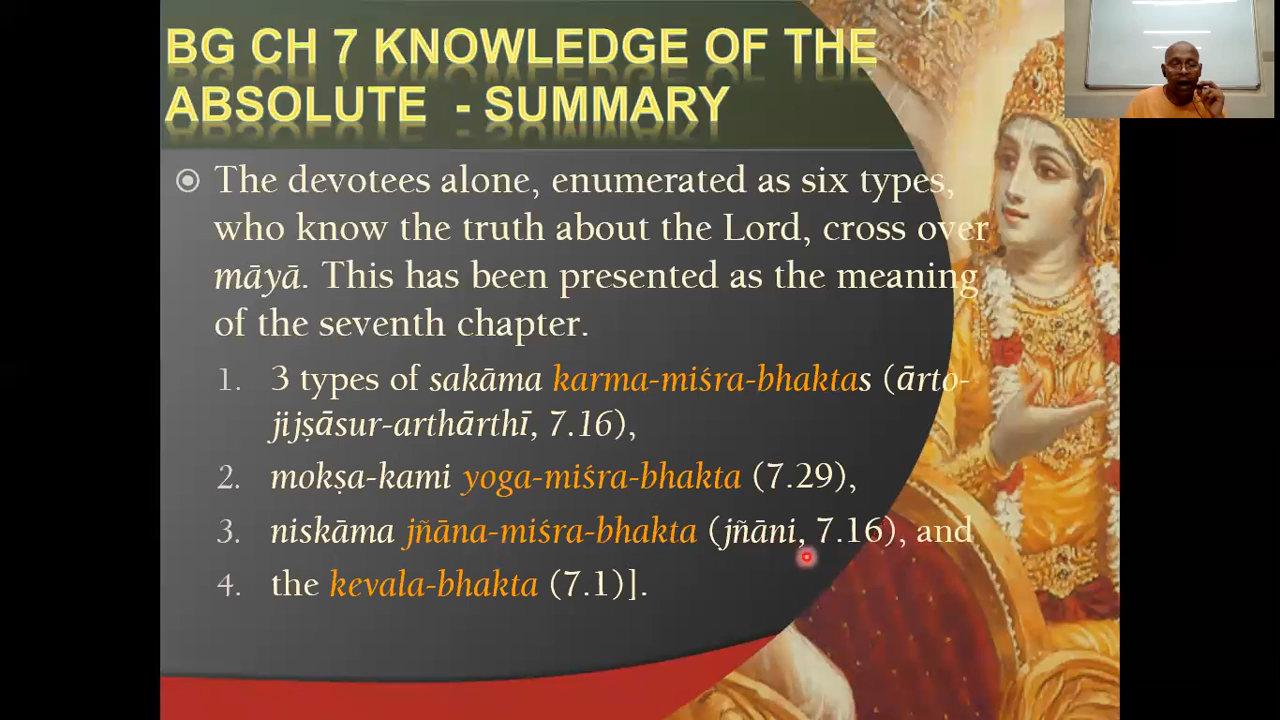 BG CH 7 KNOWLEDGE OF THE
ABSOLUTE - SUMMARY
The devotees alone, enumerated as six types,
who know the truth about the Lord, cross over
māyā. This has been presented as the meaning
of the seventh chapter.
1. 3 types of sakāma karma-miśra-bhaktas (ārto-
jijṣāsur-arthārthī, 7.16),
2. mokṣa-kami yoga-miśra-bhakta (7.29),
3. niskāma jñāna-miśra-bhakta (jñāni, 7.16), and
4. the kevala-bhakta (7.1)].